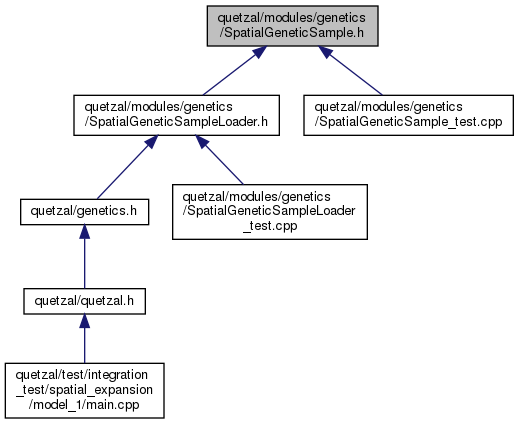 quetzal/modules/genetics
/SpatialGeneticSample.h
quetzal/modules/genetics
/SpatialGeneticSampleLoader.h
quetzal/modules/genetics
/SpatialGeneticSample_test.cpp
quetzal/genetics.h
quetzal/modules/genetics
/SpatialGeneticSampleLoader
_test.cpp
quetzal/quetzal.h
quetzal/test/integration
_test/spatial_expansion
/model_1/main.cpp